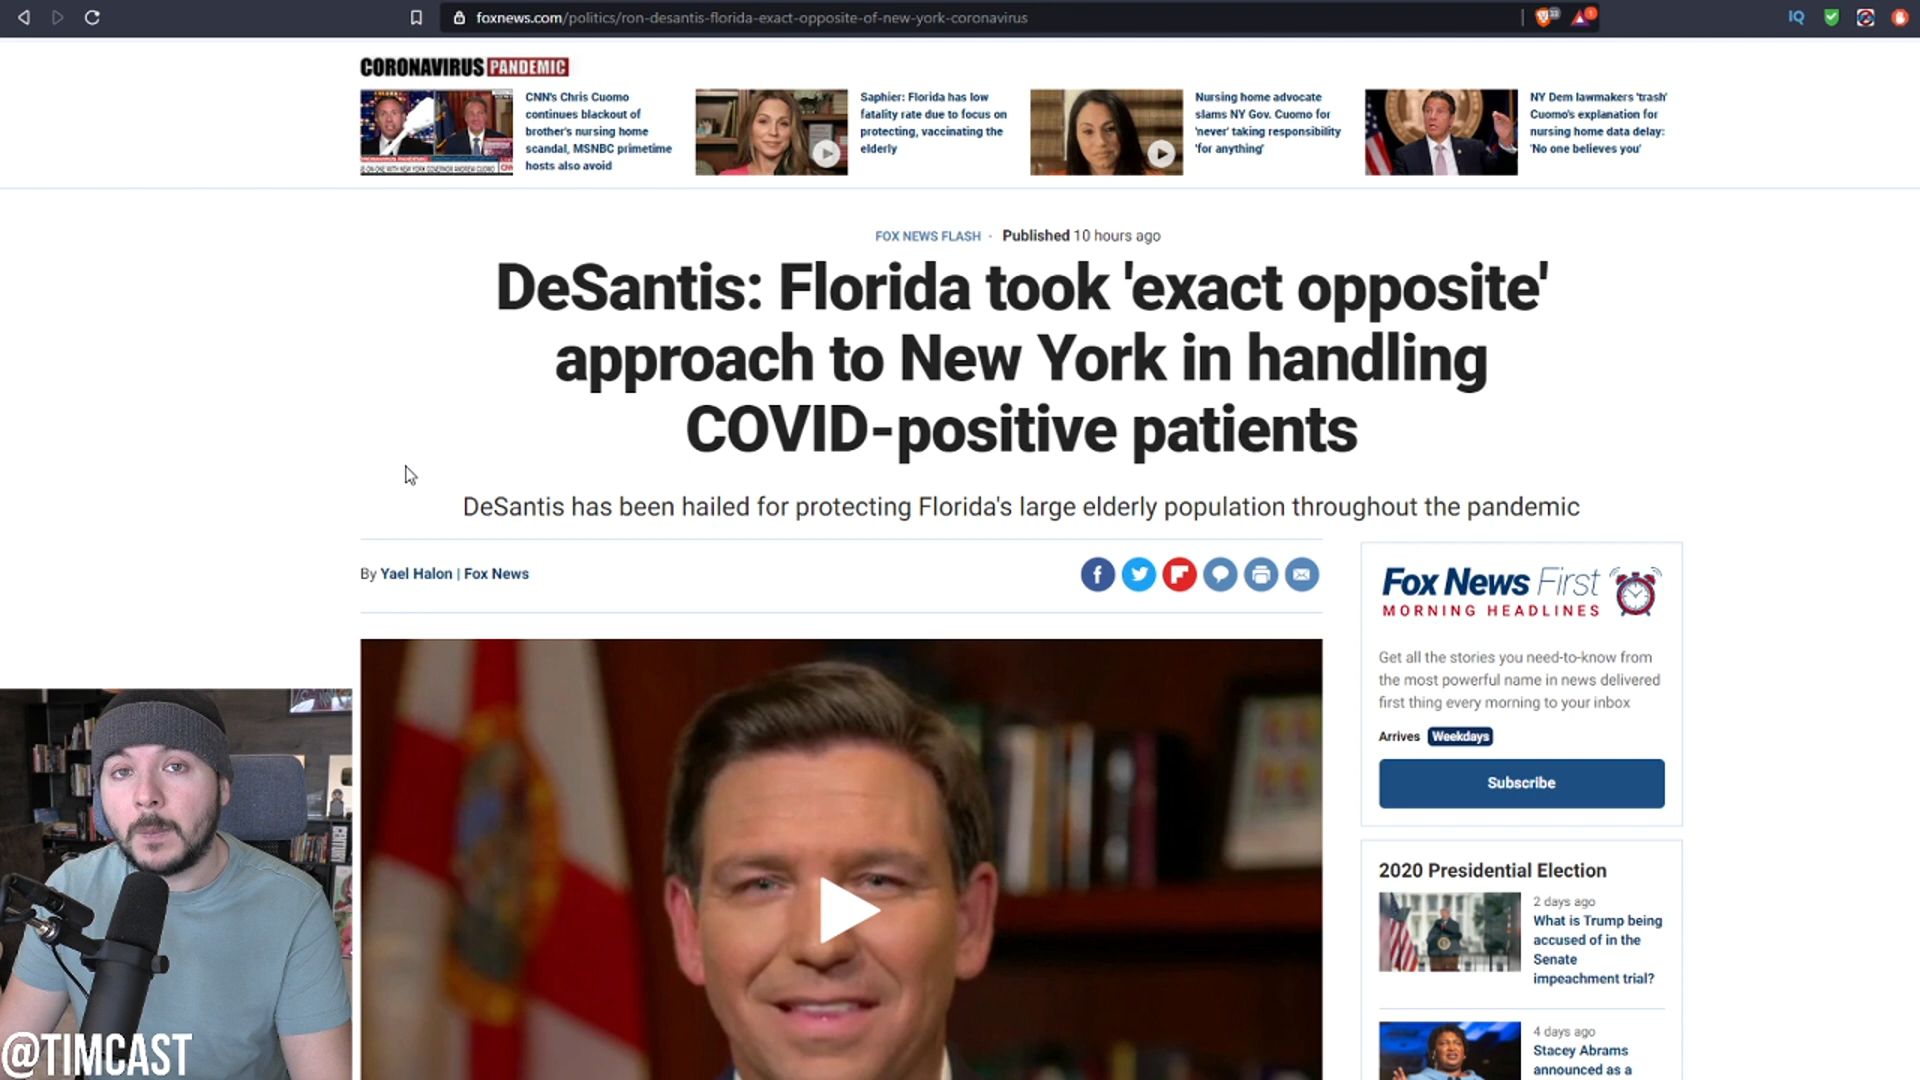 foxnews.com/politics/ron-desantis-florida-exact-opposite-of-new-york-coronavirus
IQ
CORONAVIRUS PANDEMIC
CNN's Chris Cuomo
continues blackout of
brother's nursing home
scandal, MSNBC primetime
hosts also avoid
Saphier: Florida has low
fatality rate due to focus on
protecting, vaccinating the
elderly
Nursing home advocate
slams NY Gov. Cuomo for
'never' taking responsibility
'for anything'
NY Dem lawmakers 'trash'
Cuomo's explanation for
nursing home data delay:
'No one believes you'
FOX NEWS FLASH · Published 10 hours ago
DeSantis: Florida took 'exact opposite'
approach to New York in handling
COVID-positive patients
DeSantis has been hailed for protecting Florida's large elderly population throughout the pandemic
By Yael Halon | Fox News
Fox News First
MORNING HEADLINES
Get all the stories you need-to-know from
the most powerful name in news delivered
first thing every morning to your inbox
Arrives Weekdays
Subscribe
2020 Presidential Election
2 days ago
What is Trump being
accused of in the
Senate
impeachment trial?
4 days ago
Stacey Abrams
announced as a
@TIMCAST